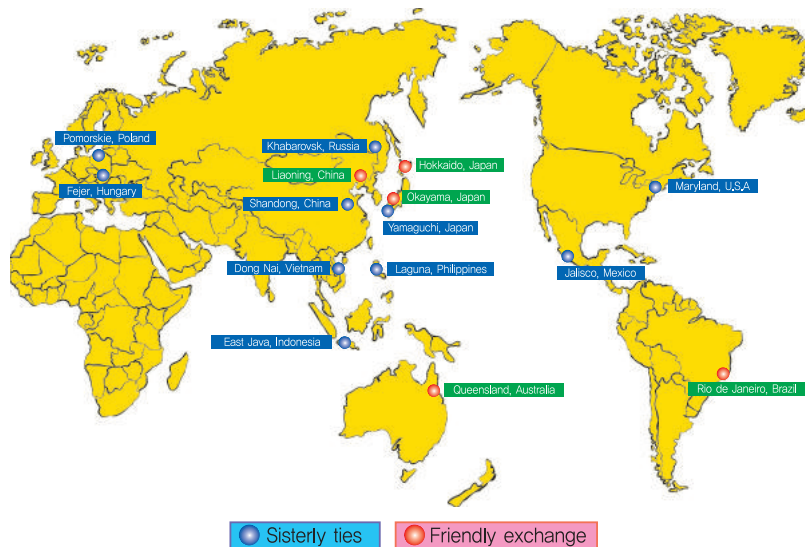 Pomorskie, Poland
Khabarovsk, Russia
Hokkaido, Japan
Liaoning, China
Fejer, Hungary
Maryland, U.S.A
Okayama, Japan
Shandong, China
Yamaguchi, Japan
Dong Nai, Vietnam
Laguna, Philippines
Jalisco, Mexico
East Java, Indonesia
Queensland, Australia
Rio de Janeiro, Brazil
Sisterly ties
Friendly exchange